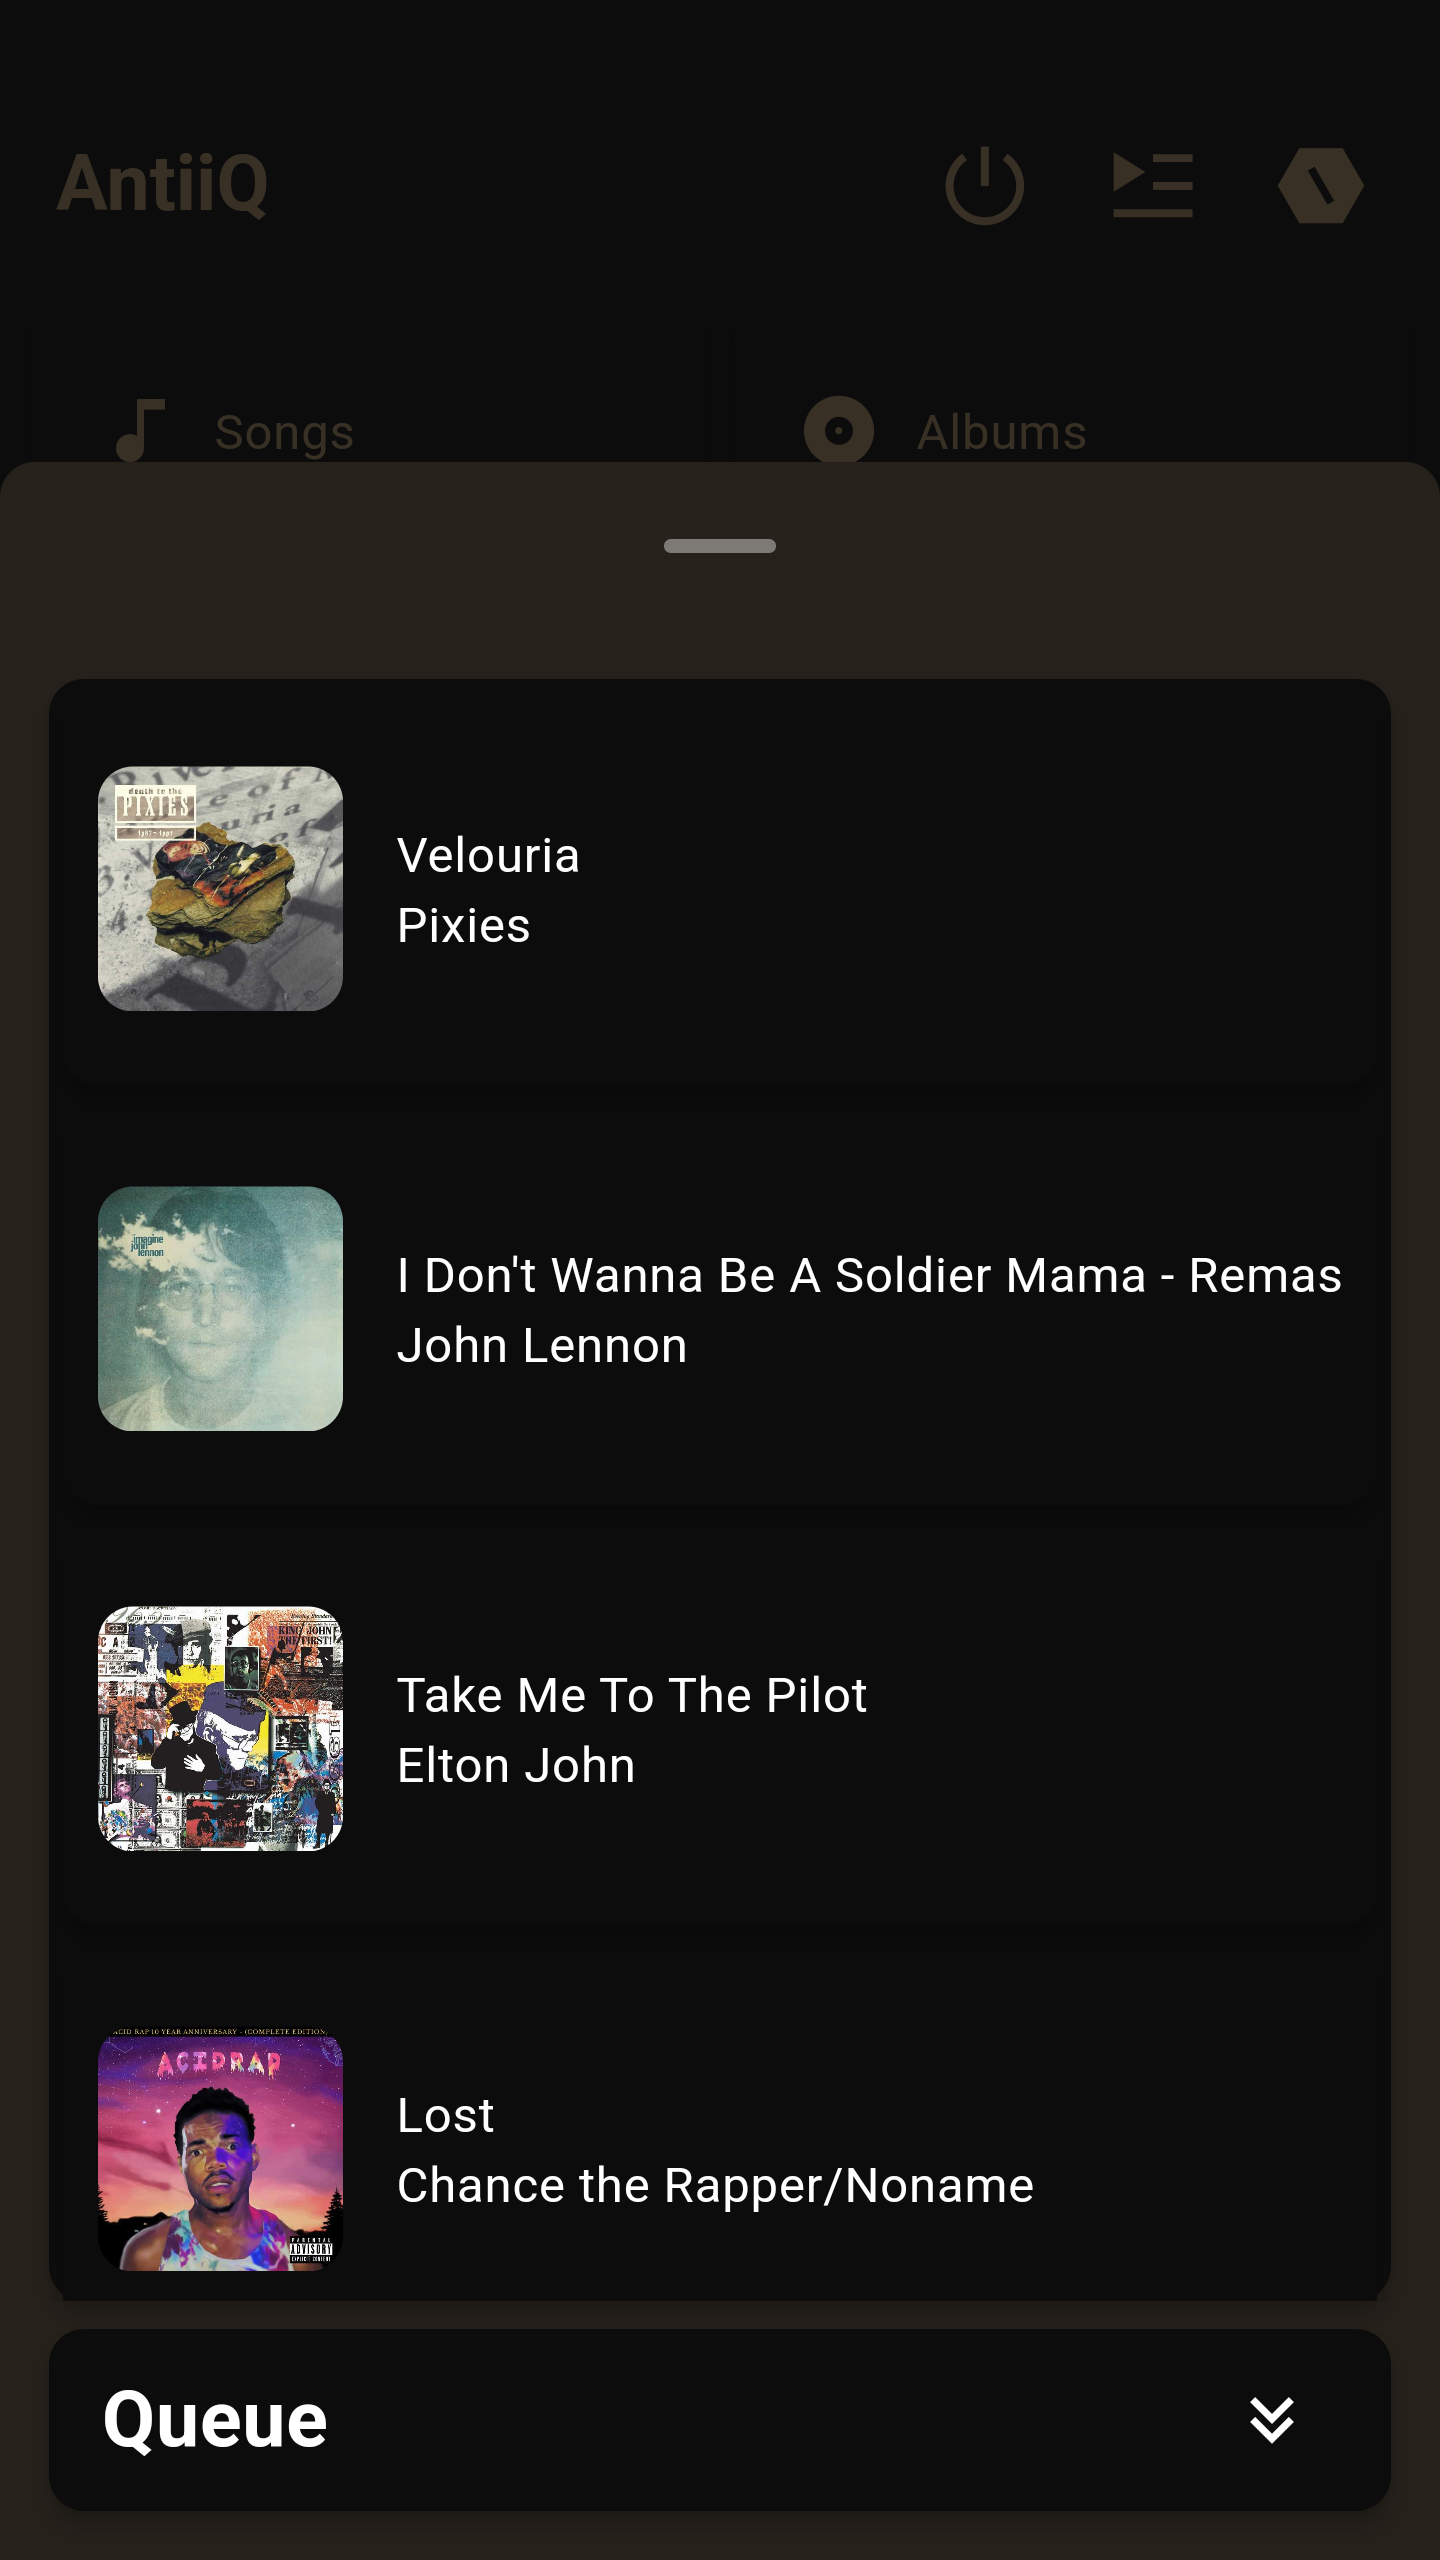 AntiiQ
Songs
Albums
death to the
PIXIES
Velouria
Pixies
imagine
john
lennon
I Don't Wanna Be A Soldier Mama - Remas
John Lennon
KING JOHN
THE FIRST!
Take Me To The Pilot
Elton John
ACID RAP 10 YEAR ANNIVERSARY - (COMPLETE EDITION)
ACIDRAP
PARENTAL
ADVISORY
EXPLICIT CONTENT
Lost
Chance the Rapper/Noname
Queue